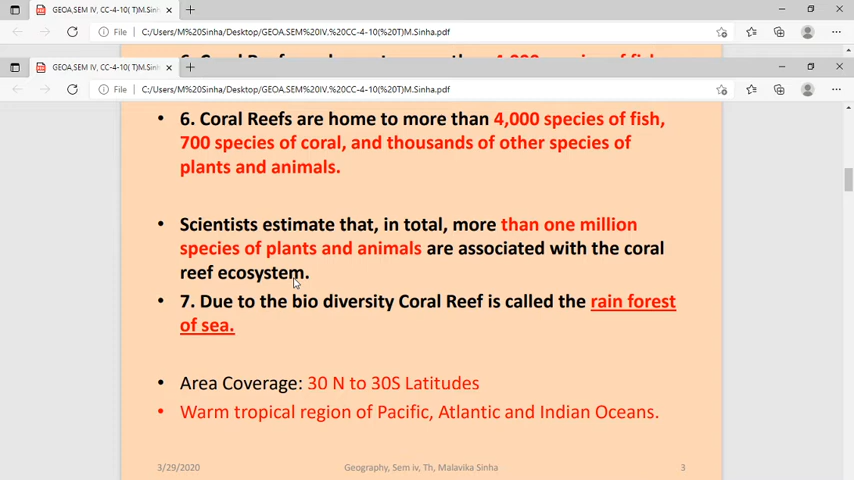 GEOA,SEM IV, CC-4-10( T)M.Sinh
File C:/Users/M%20Sinha/Desktop/GEOA.SEM%20IV.%20CC-4-10(%20T)M.Sinha.pdf
GEOA,SEM IV, CC-4-10( T)M.Sinh
File C:/Users/M%20Sinha/Desktop/GEOA.SEM%20IV.%20CC-4-10(%20T)M.Sinha.pdf
• 6. Coral Reefs are home to more than 4,000 species of fish,
700 species of coral, and thousands of other species of
plants and animals.
• Scientists estimate that, in total, more than one million
species of plants and animals are associated with the coral
reef ecosystem.
• 7. Due to the bio diversity Coral Reef is called the rain forest
of sea.
• Area Coverage: 30 N to 30S Latitudes
• Warm tropical region of Pacific, Atlantic and Indian Oceans.
3/29/2020 Geography, Sem iv, Th, Malavika Sinha 3